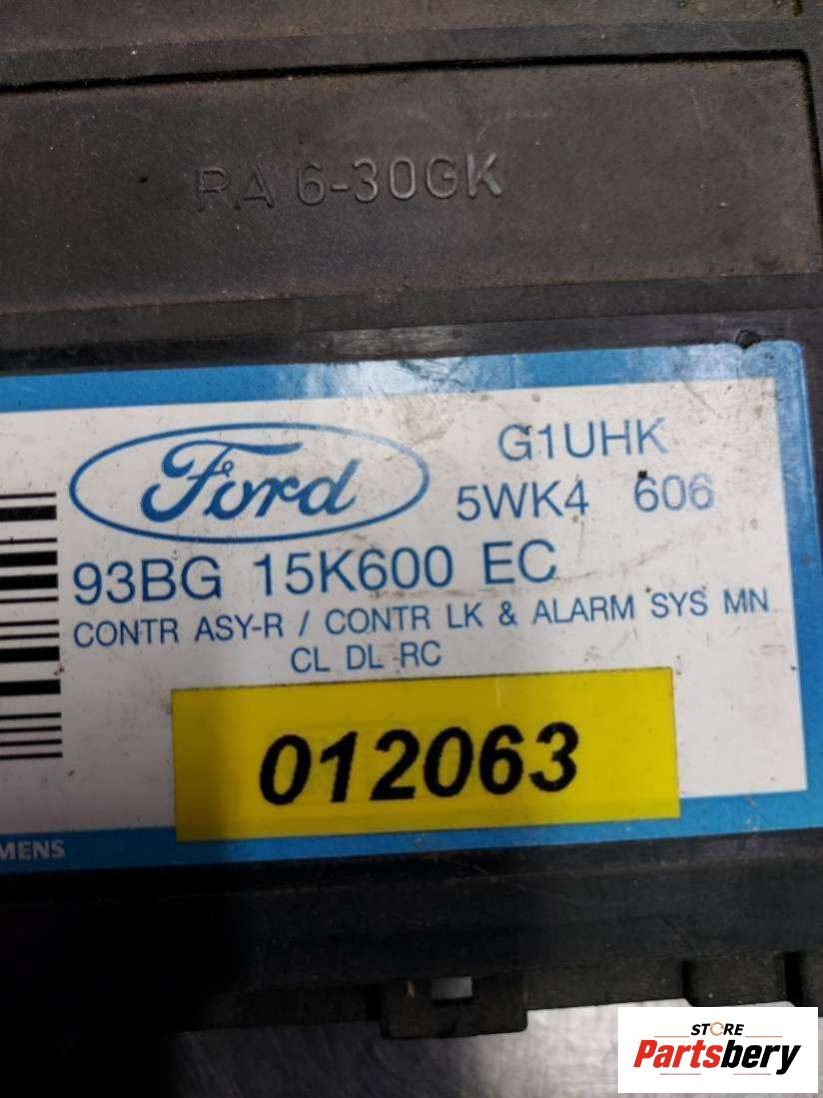 PA 6-30GK
Ford
G1UHK
5WK4 606
93BG 15K600 EC
CONTR ASY-R / CONTR LK & ALARM SYS MN
CL DL RC
012063
MENS
STORE
Partsbery